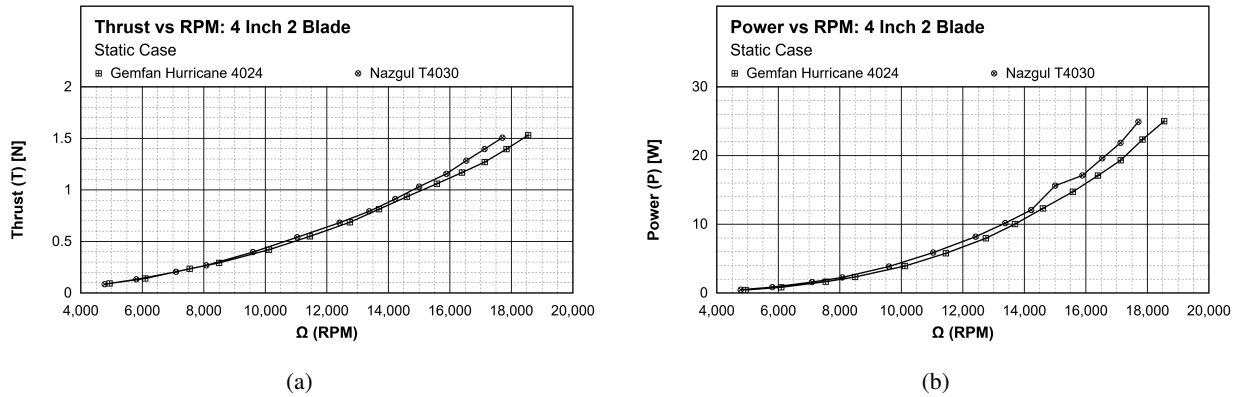 Thrust vs RPM: 4 Inch 2 Blade
Static Case
Gemfan Hurricane 4024 Nazgul T4030
2
1.5
1
0.5
0
4,000 6,000 8,000 10,000 12,000 14,000 16,000 18,000 20,000
Thrust (T) [N]
Ω (RPM)
(a)
Power vs RPM: 4 Inch 2 Blade
Static Case
Gemfan Hurricane 4024 Nazgul T4030
30
20
10
0
4,000 6,000 8,000 10,000 12,000 14,000 16,000 18,000 20,000
Power (P) [W]
Ω (RPM)
(b)